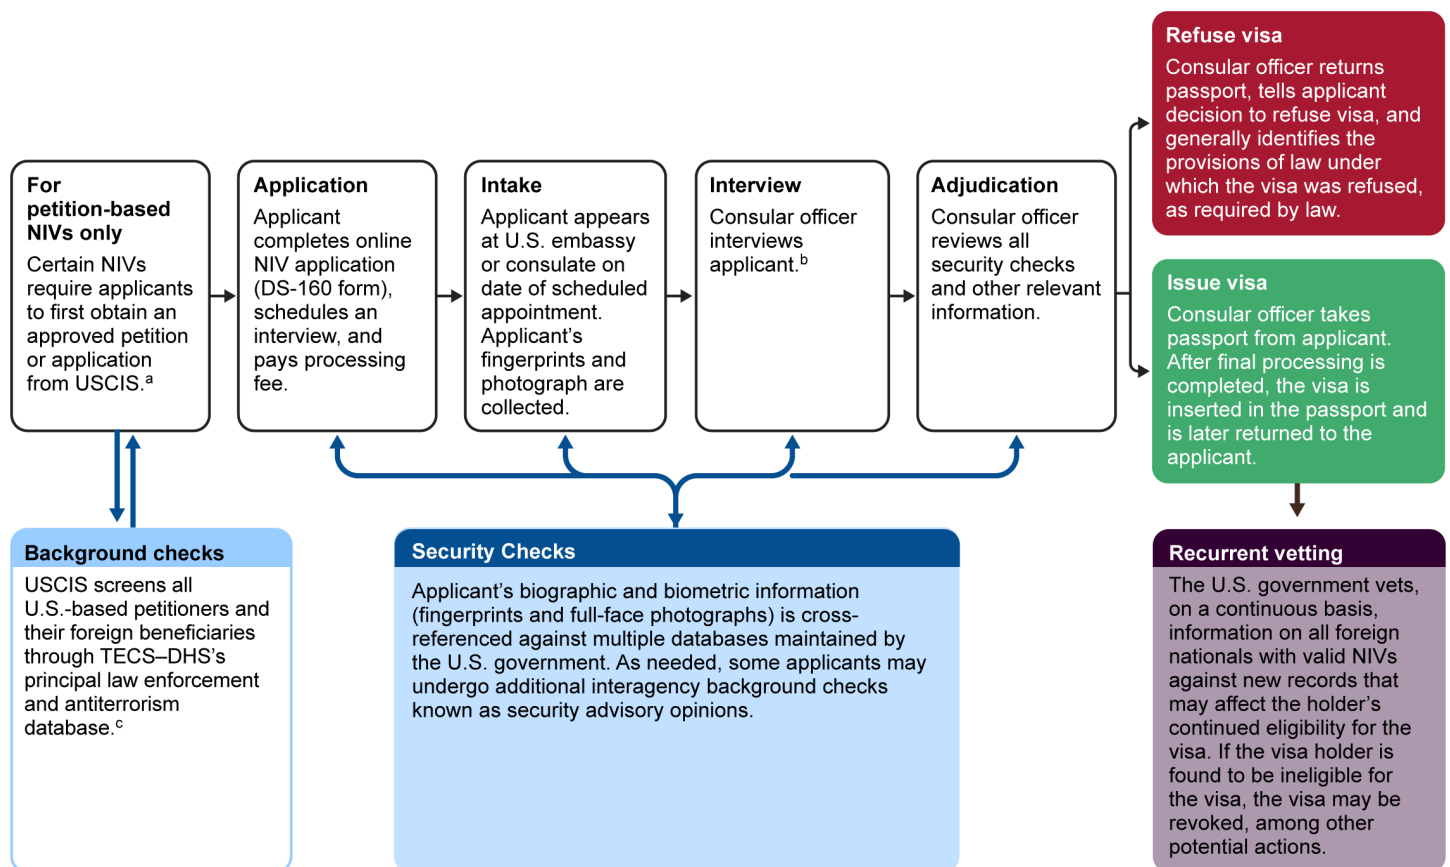 For
petition-based
NIVs only
Certain NIVs
require applicants
to first obtain an
approved petition
or application
from USCIS.a
Application
Applicant
completes online
NIV application
(DS-160 form),
schedules an
interview, and
pays processing
fee.
Intake
Applicant appears
at U.S. embassy
or consulate on
date of scheduled
appointment.
Applicant’s
fingerprints and
photograph are
collected.
Interview
Consular officer
interviews
applicant.b
Adjudication
Consular officer
reviews all
security checks
and other relevant
information.
Refuse visa
Consular officer returns
passport, tells applicant
decision to refuse visa, and
generally identifies the
provisions of law under
which the visa was refused,
as required by law.
Issue visa
Consular officer takes
passport from applicant.
After final processing is
completed, the visa is
inserted in the passport and
is later returned to the
applicant.
Background checks
USCIS screens all
U.S.-based petitioners and
their foreign beneficiaries
through TECS–DHS’s
principal law enforcement
and antiterrorism
database.c
Security Checks
Applicant’s biographic and biometric information
(fingerprints and full-face photographs) is cross-
referenced against multiple databases maintained by
the U.S. government. As needed, some applicants may
undergo additional interagency background checks
known as security advisory opinions.
Recurrent vetting
The U.S. government vets,
on a continuous basis,
information on all foreign
nationals with valid NIVs
against new records that
may affect the holder’s
continued eligibility for the
visa. If the visa holder is
found to be ineligible for
the visa, the visa may be
revoked, among other
potential actions.